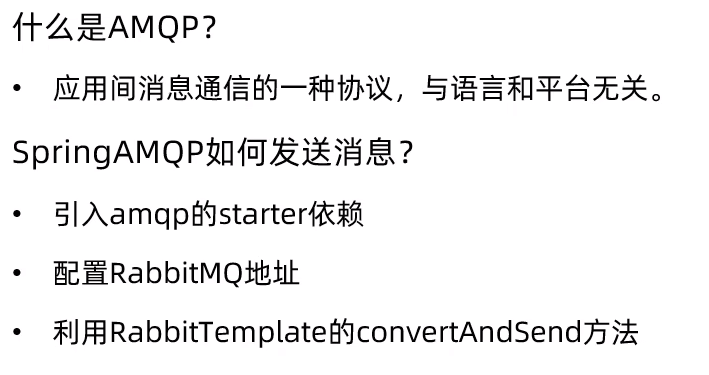 什么是AMQP？
• 应用间消息通信的一种协议，与语言和平台无关。
SpringAMQP如何发送消息？
• 引入amqp的starter依赖
• 配置RabbitMQ地址
• 利用RabbitTemplate的convertAndSend方法